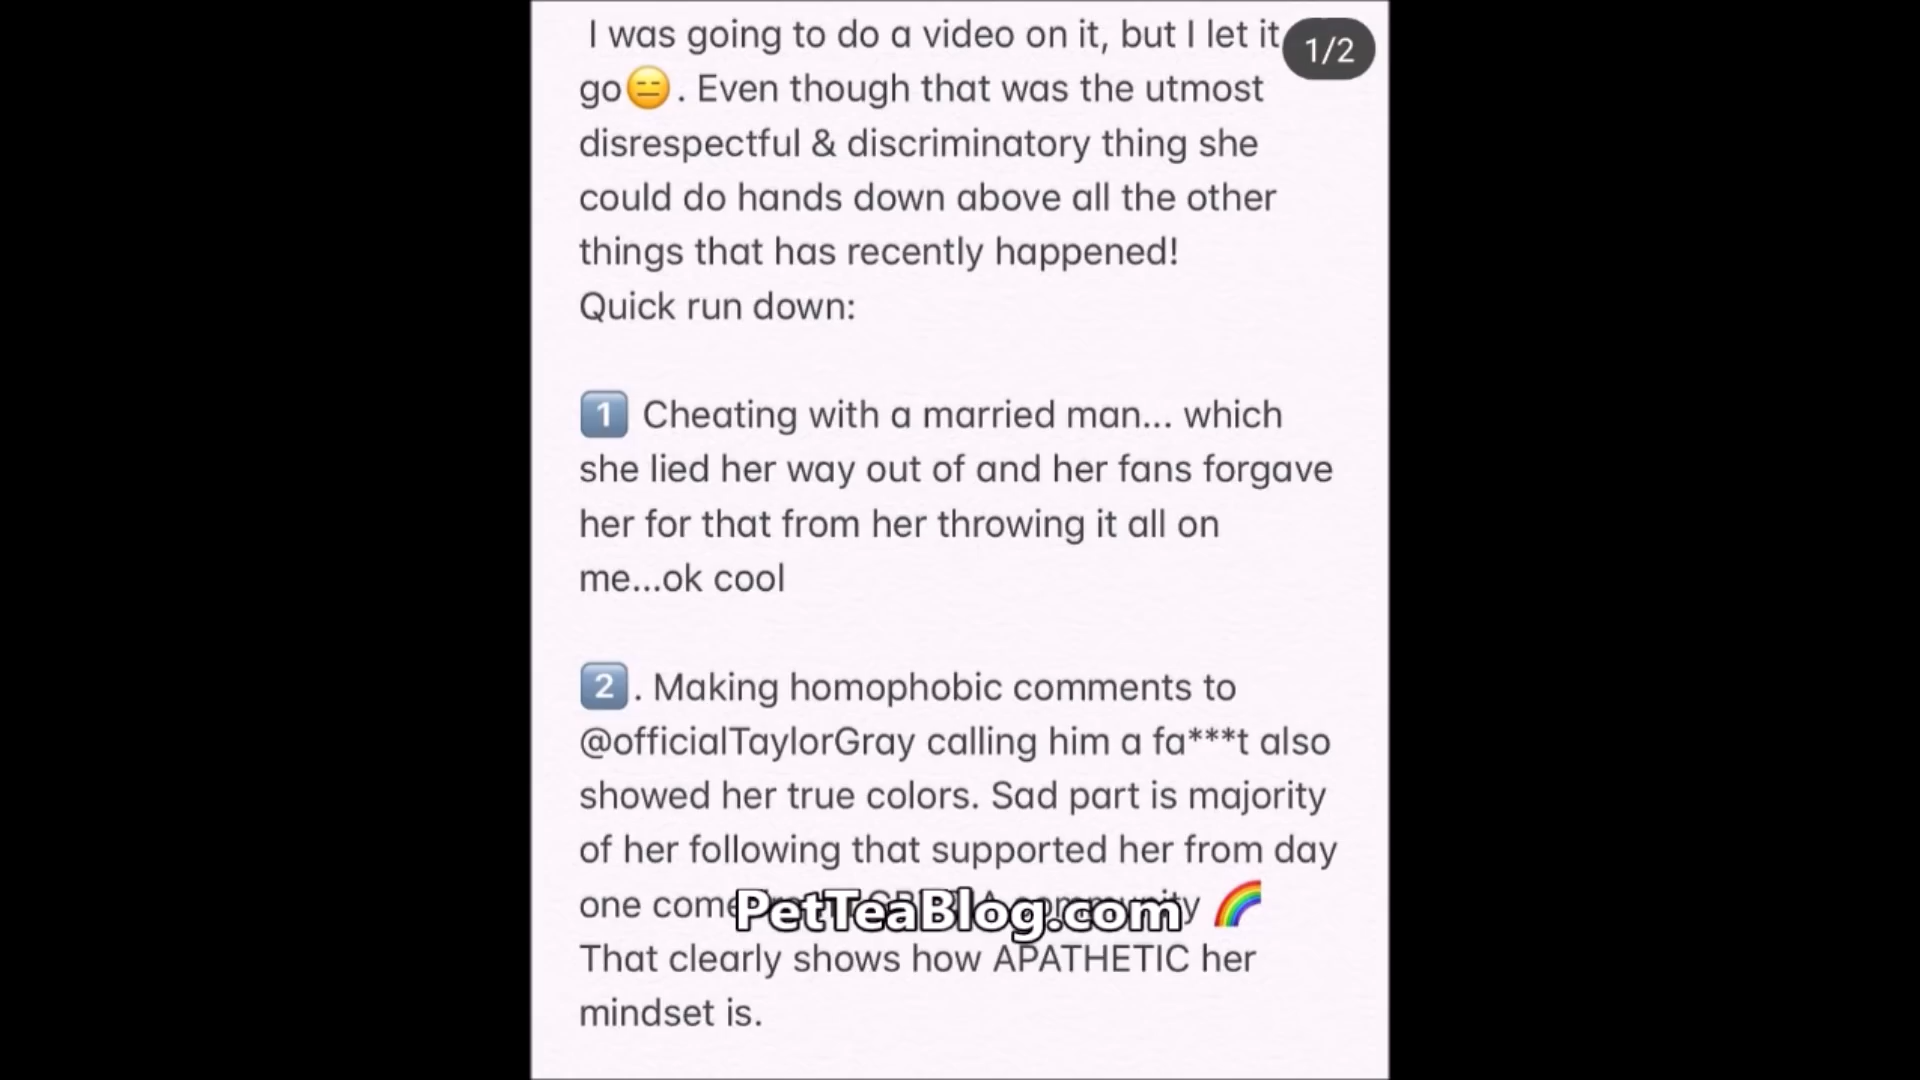 I was going to do a video on it, but I let it
1/2
go😑. Even though that was the utmost
disrespectful & discriminatory thing she
could do hands down above all the other
things that has recently happened!
Quick run down:
1️⃣ Cheating with a married man... which
she lied her way out of and her fans forgave
her for that from her throwing it all on
me...ok cool
2️⃣. Making homophobic comments to
@officialTaylorGray calling him a fa***t also
showed her true colors. Sad part is majority
of her following that supported her from day
one come community 🌈
PetTeaBlog.com
That clearly shows how APATHETIC her
mindset is.